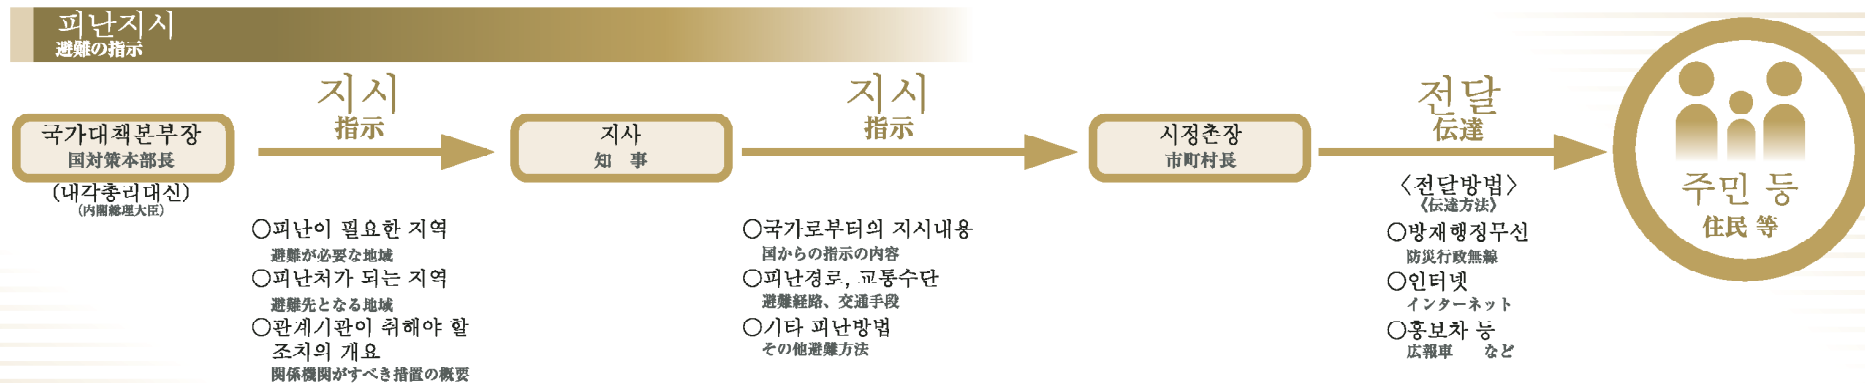 피난지시
避難の指示
국가대책본부장
国対策本部長
(내각총리대신)
(内閣総理大臣)
지시
指示
○피난이 필요한 지역
避難が必要な地域
○피난처가 되는 지역
避難先となる地域
○관계기관이 취해야 할
조치의 개요
関係機関がすべき措置の概要
지사
知　事
지시
指示
○국가로부터의 지시내용
国からの指示の内容
○피난경로, 교통수단
避難経路、交通手段
○기타 피난방법
その他避難方法
시정촌장
市町村長
전달
伝達
〈전달방법〉
《伝達方法》
○방재행정무선
防災行政無線
○인터넷
インターネット
○홍보차 등
広報車　　など
주민 등
住民 等